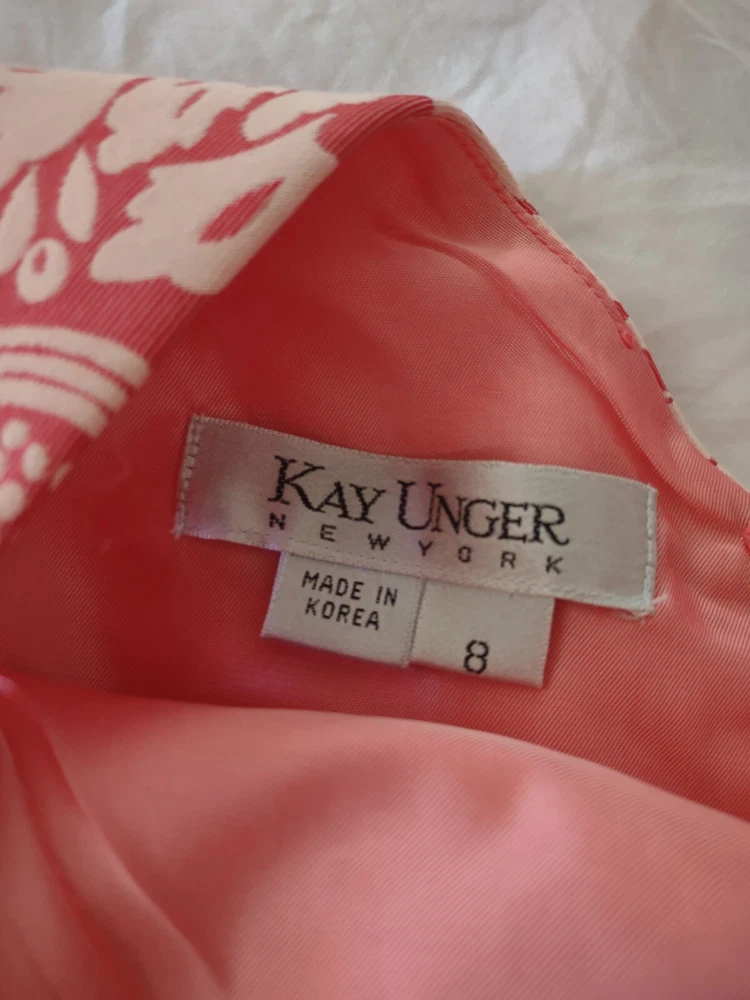 KAY UNGER
NEW YORK
MADE IN
KOREA
8